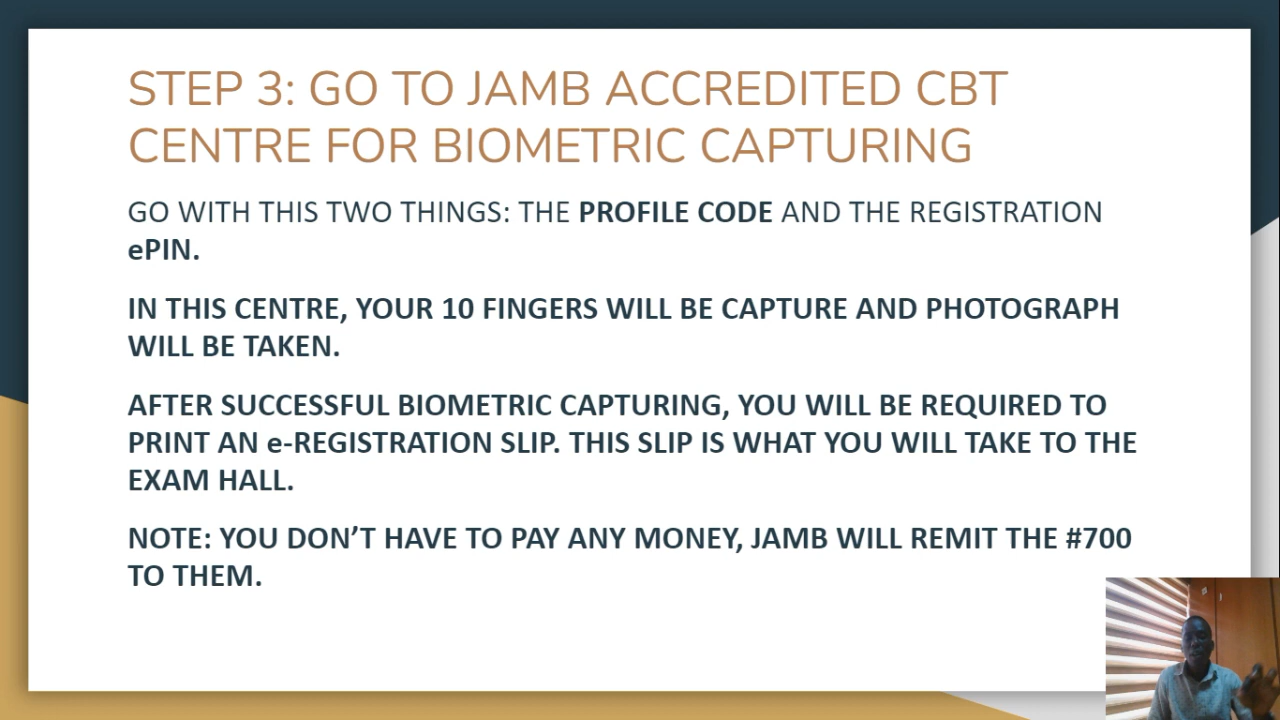 STEP 3: GO TO JAMB ACCREDITED CBT
CENTRE FOR BIOMETRIC CAPTURING
GO WITH THIS TWO THINGS: THE PROFILE CODE AND THE REGISTRATION
ePIN.
IN THIS CENTRE, YOUR 10 FINGERS WILL BE CAPTURE AND PHOTOGRAPH
WILL BE TAKEN.
AFTER SUCCESSFUL BIOMETRIC CAPTURING, YOU WILL BE REQUIRED TO
PRINT AN e-REGISTRATION SLIP. THIS SLIP IS WHAT YOU WILL TAKE TO THE
EXAM HALL.
NOTE: YOU DON’T HAVE TO PAY ANY MONEY, JAMB WILL REMIT THE #700
TO THEM.